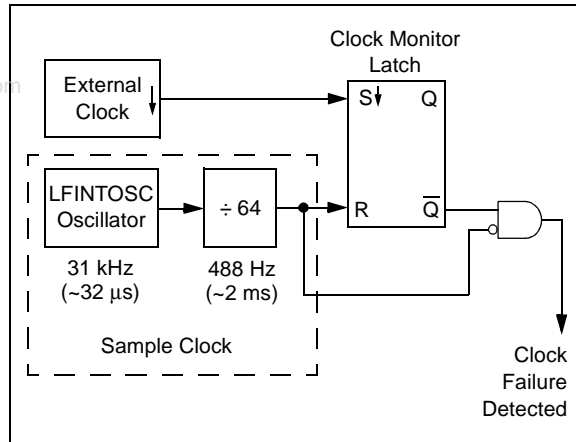 Clock Monitor
Latch
om
External
Clock
S
Q
LFINTOSC
Oscillator
÷ 64
R
Q
31 kHz
(~32 μs)
488 Hz
(~2 ms)
Sample Clock
Clock
Failure
Detected